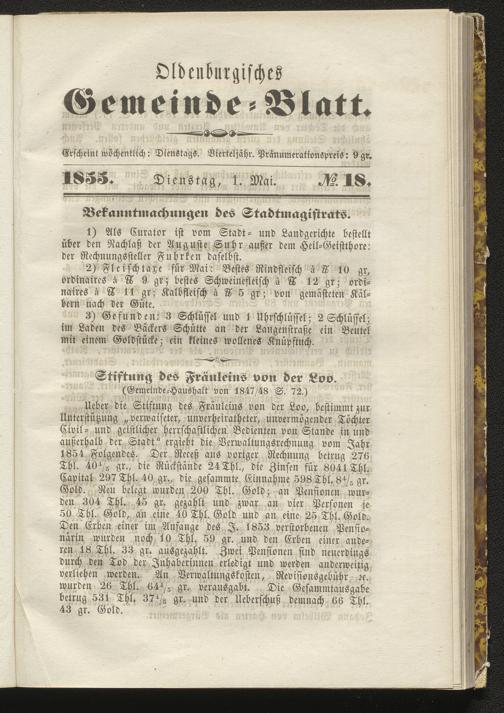 Oldenburgisches
Gemeinde-Blatt.
Erscheint wöchentlich: Dienstags. Vierteljähr. Pränumerationspreis: 9 gr.
1855. Dienstag, 1. Mai. № 18.
Bekanntmachungen des Stadtmagistrats.
1) Als Curator ist vom Stadt- und Landgerichte bestellt
über den Nachlaß der Auguste Suhr außer dem Heil-Geistthore:
der Rechnungssteller Fuhrken daselbst.
2) Fleischtaxe für Mai: Bestes Rindfleisch à ℔ 10 gr,
ordinaires à ℔ 9 gr; bestes Schweinefleisch à ℔ 12 gr; ordi-
naires à ℔ 11 gr; Kalbfleisch à ℔ 5 gr; von gemästeten Käl-
bern nach der Güte.
3) Gefunden: 3 Schlüssel und 1 Uhrschlüssel; 2 Schlüssel;
im Laden des Bäckers Schütte an der Langenstraße ein Beutel
mit einem Goldstücke; ein kleines wollenes Knüpftuch.
Stiftung des Fräuleins von der Loo.
(Gemeinde-Haushalt von 1847/48 S. 72.)
Ueber die Stiftung des Fräuleins von der Loo, bestimmt zur
Unterstützung „verwaiseter, unverheiratheter, unvermögender Töchter
Civil- und geistlicher herrschaftlichen Bedienten von Stande in und
außerhalb der Stadt" ergiebt die Verwaltungsrechnung vom Jahr
1854 Folgendes. Der Receß aus voriger Rechnung betrug 276
Thl. 40⁴/₅ gr., die Rückstände 24 Thl., die Zinsen für 8041 Thl.
Capital 297 Thl. 40 gr., die gesammte Einnahme 598 Thl. 8⁴/₅ gr.
Gold. Neu belegt wurden 200 Thl. Gold; an Pensionen wur-
den 304 Thl. 45 gr. gezahlt und zwar an vier Personen je
50 Thl. Gold, an eine 40 Thl. Gold und an eine 25 Thl. Gold.
Den Erben einer im Anfange des J. 1853 verstorbenen Pensio-
närin wurden noch 10 Thl. 59 gr. und den Erben einer ande-
ren 18 Thl. 33 gr. ausgezahlt. Zwei Pensionen sind neuerdings
durch den Tod der Inhaberinnen erledigt und werden anderweitig
verliehen werden. An Verwaltungskosten, Revisionsgebühr ꝛc.
wurden 26 Thl. 64⁴/₅ gr. verausgabt. Die Gesammtausgabe
betrug 531 Thl. 37⁴/₅ gr. und der Ueberschuß demnach 66 Thl.
43 gr. Gold.